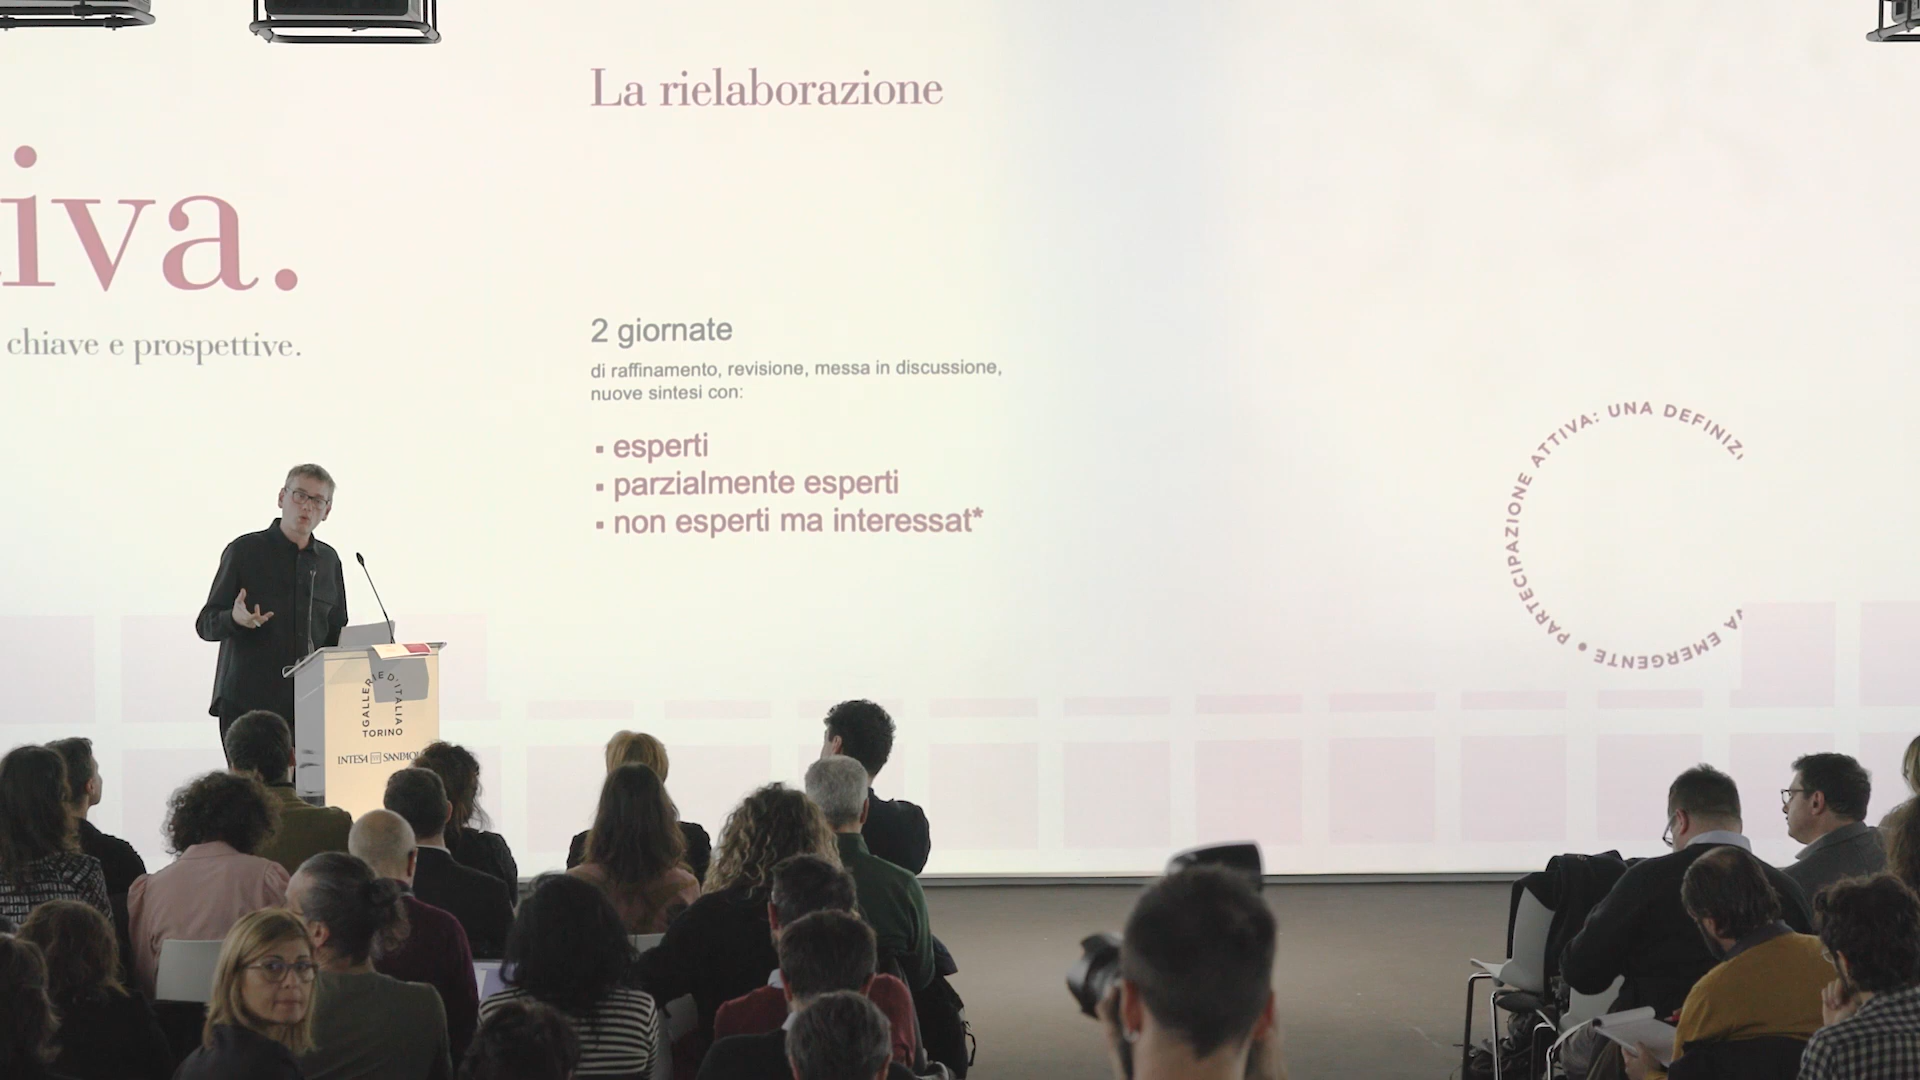 iva.
chiave e prospettive.
La rielaborazione
2 giornate
di raffinamento, revisione, messa in discussione,
nuove sintesi con:
▪ esperti
▪ parzialmente esperti
▪ non esperti ma interessat*
PARTECIPAZIONE ATTIVA: UNA DEFINIZ
VA EMERGENTE •
GALLERIE D'ITALIA
TORINO
INTESA SANPAOLO